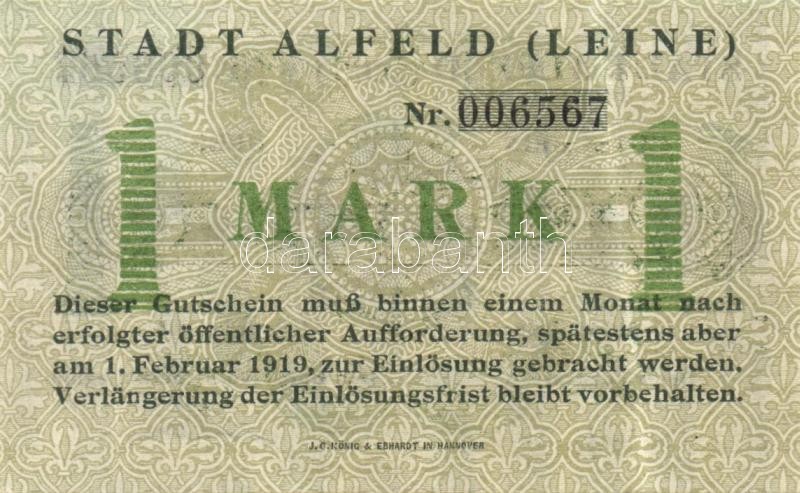 STADT ALFELD (LEINE)
Nr. 006567
1 MARK 1
darabanth
Dieser Gutschein muß binnen einem Monat nach
erfolgter öffentlicher Aufforderung, spätestens aber
am 1. Februar 1919, zur Einlösung gebracht werden.
Verlängerung der Einlösungsfrist bleibt vorbehalten.
J. C. KÖNIG & EBHARDT IN HANNOVER